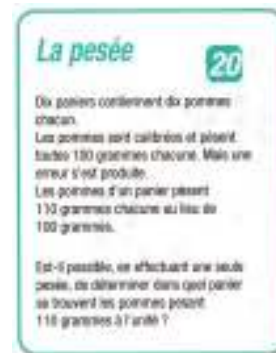 La pesée
20
Dix paniers contiennent dix pommes
chacun.
Les pommes sont calibrées et pèsent
toutes 100 grammes chacune. Mais une
erreur s'est produite.
Les pommes d'un panier pèsent
110 grammes chacune au lieu de
100 grammes.
Est-il possible, en effectuant une seule
pesée, de déterminer dans quel panier
se trouvent les pommes pesant
110 grammes à l'unité ?